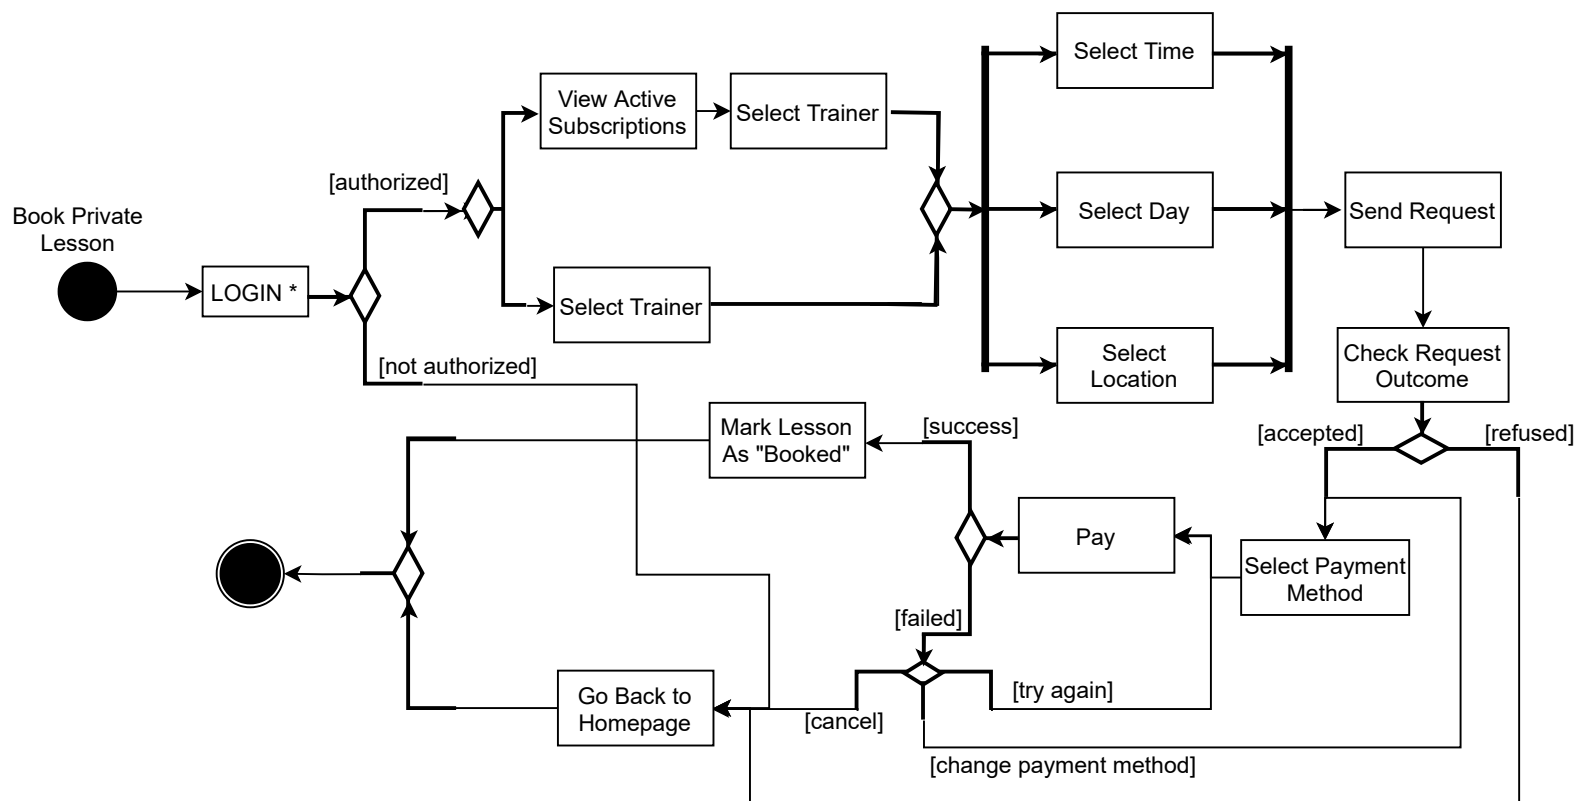 Select Time
View Active
Subscriptions
Select Trainer
[authorized]
Book Private
Lesson
Select Day
Send Request
LOGIN *
Select Trainer
[not authorized]
Select
Location
Check Request
Outcome
Mark Lesson
As "Booked"
[success]
[accepted]
[refused]
Pay
Select Payment
Method
[failed]
Go Back to
Homepage
[try again]
[cancel]
[change payment method]